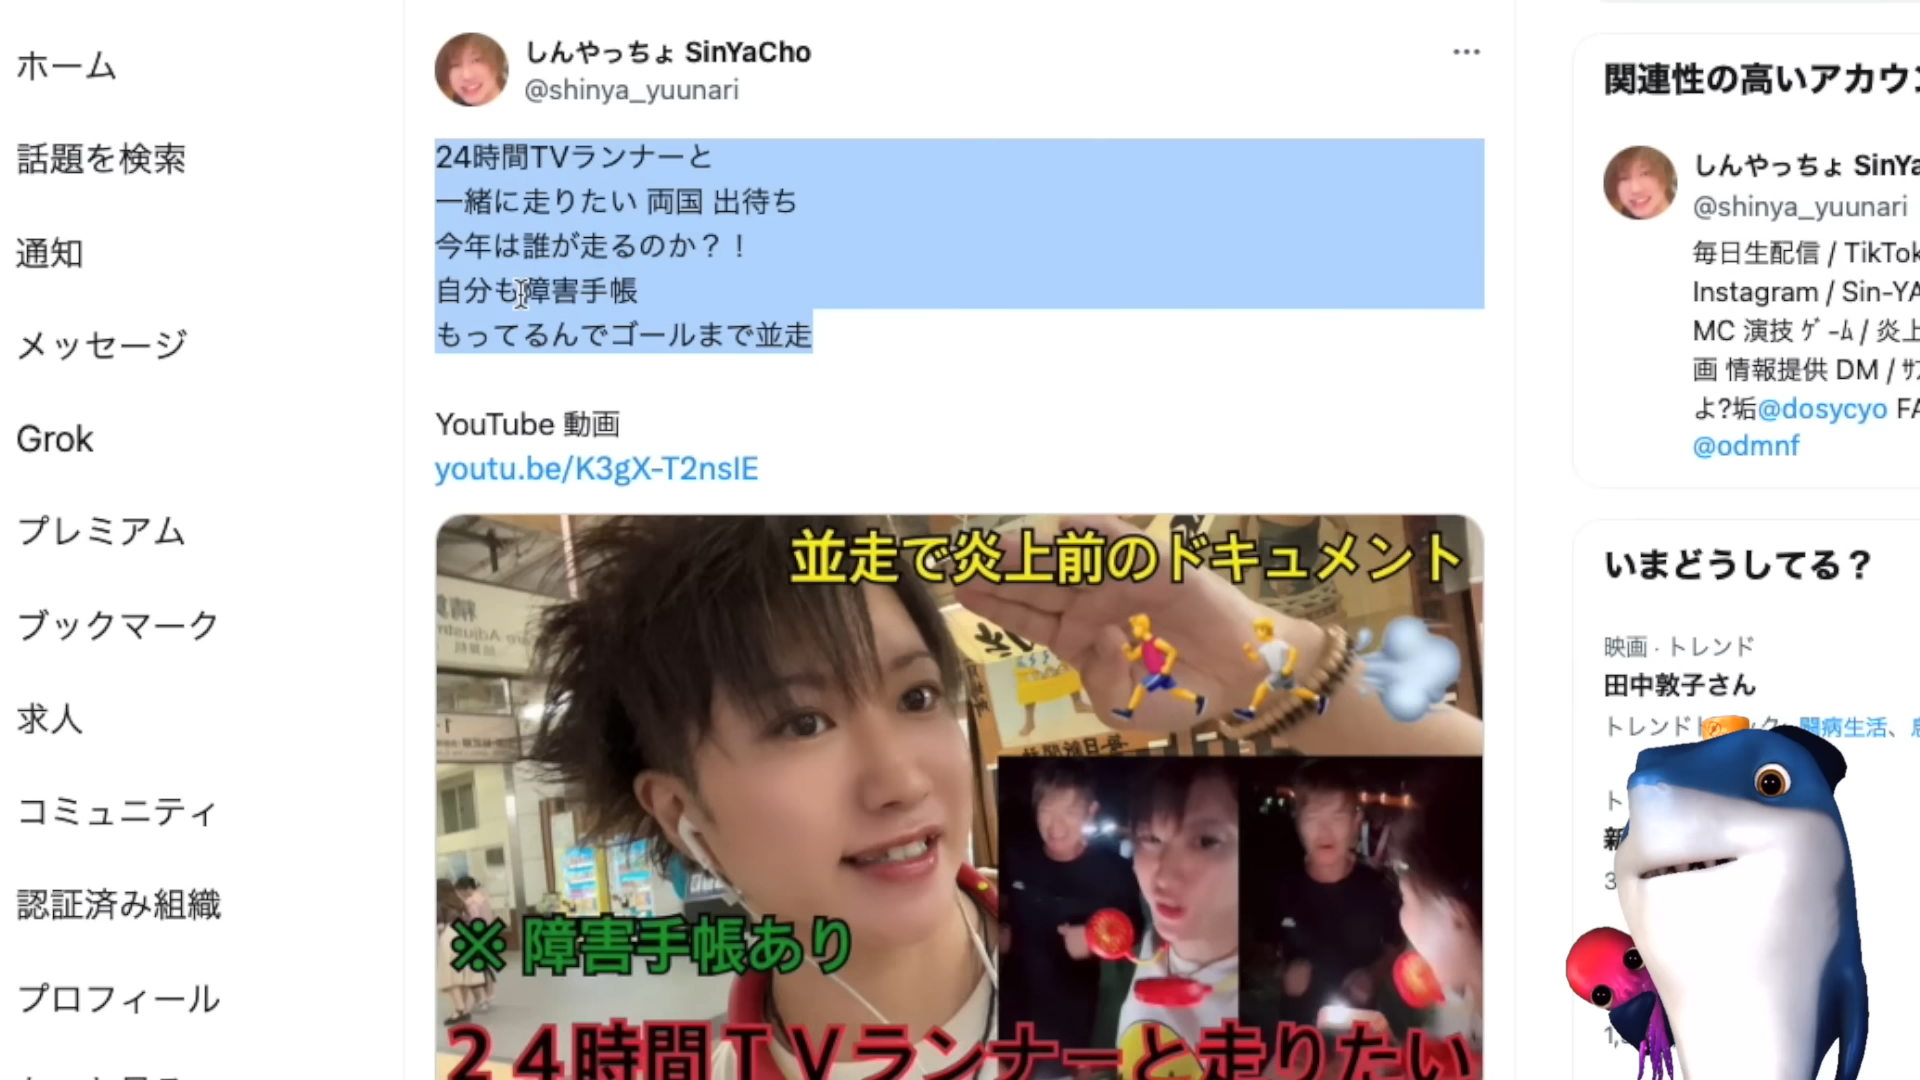 ホーム
話題を検索
通知
メッセージ
Grok
プレミアム
ブックマーク
求人
コミュニティ
認証済み組織
プロフィール
しんやっちょ SinYaCho
@shinya_yuunari
24時間TVランナーと
一緒に走りたい 両国 出待ち
今年は誰が走るのか？！
自分も障害手帳
もってるんでゴールまで並走
YouTube 動画
youtu.be/K3gX-T2nsIE
並走で炎上前のドキュメント
※ 障害手帳あり
２４時間ＴＶランナーと走りたい
関連性の高いアカウン
しんやっちょ SinYa
@shinya_yuunari
毎日生配信 / TikTok
Instagram / Sin-YA
MC 演技 ｹﾞｰﾑ / 炎上
画 情報提供 DM / ｻﾌ
よ?垢@dosycyo FA
@odmnf
いまどうしてる？
映画 · トレンド
田中敦子さん
トレンドト ク 闘病生活、